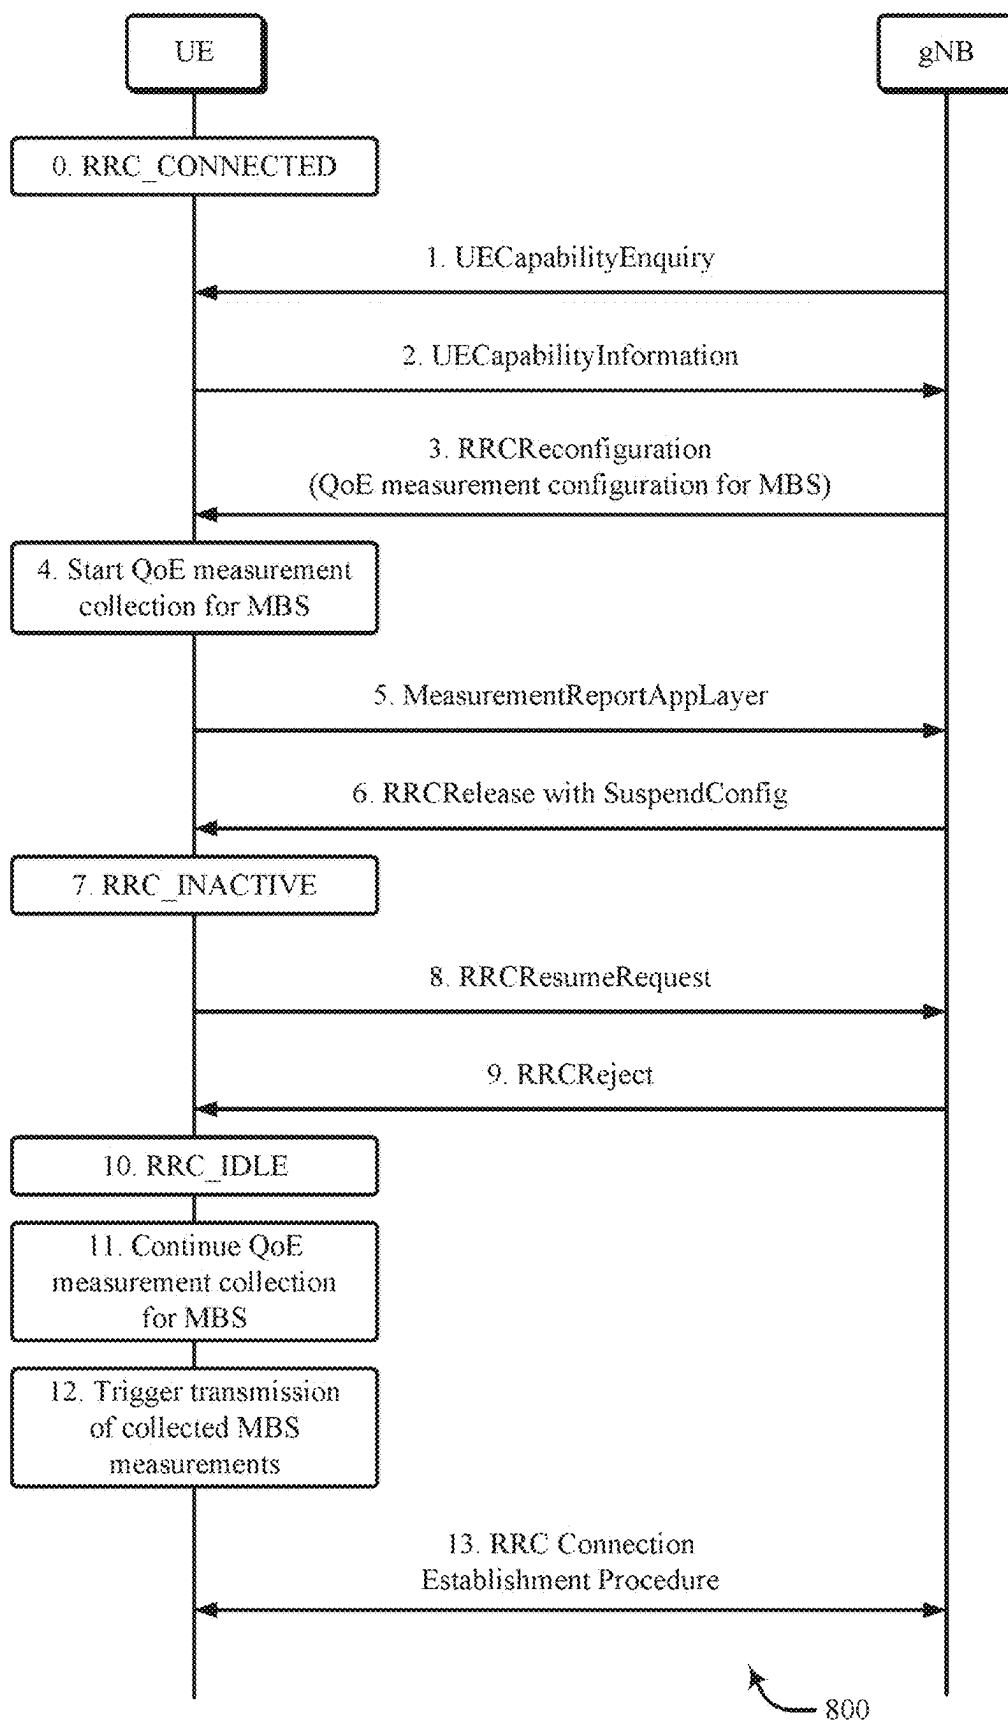 UE
gNB
0. RRC_CONNECTED
1. UECapabilityEnquiry
2. UECapabilityInformation
3. RRCReconfiguration
(QoE measurement configuration for MBS)
4. Start QoE measurement
collection for MBS
5. MeasurementReportAppLayer
6. RRCRelease with SuspendConfig
7. RRC_INACTIVE
8. RRCResumeRequest
9. RRCReject
10. RRC_IDLE
11. Continue QoE
measurement collection
for MBS
12. Trigger transmission
of collected MBS
measurements
13. RRC Connection
Establishment Procedure
800